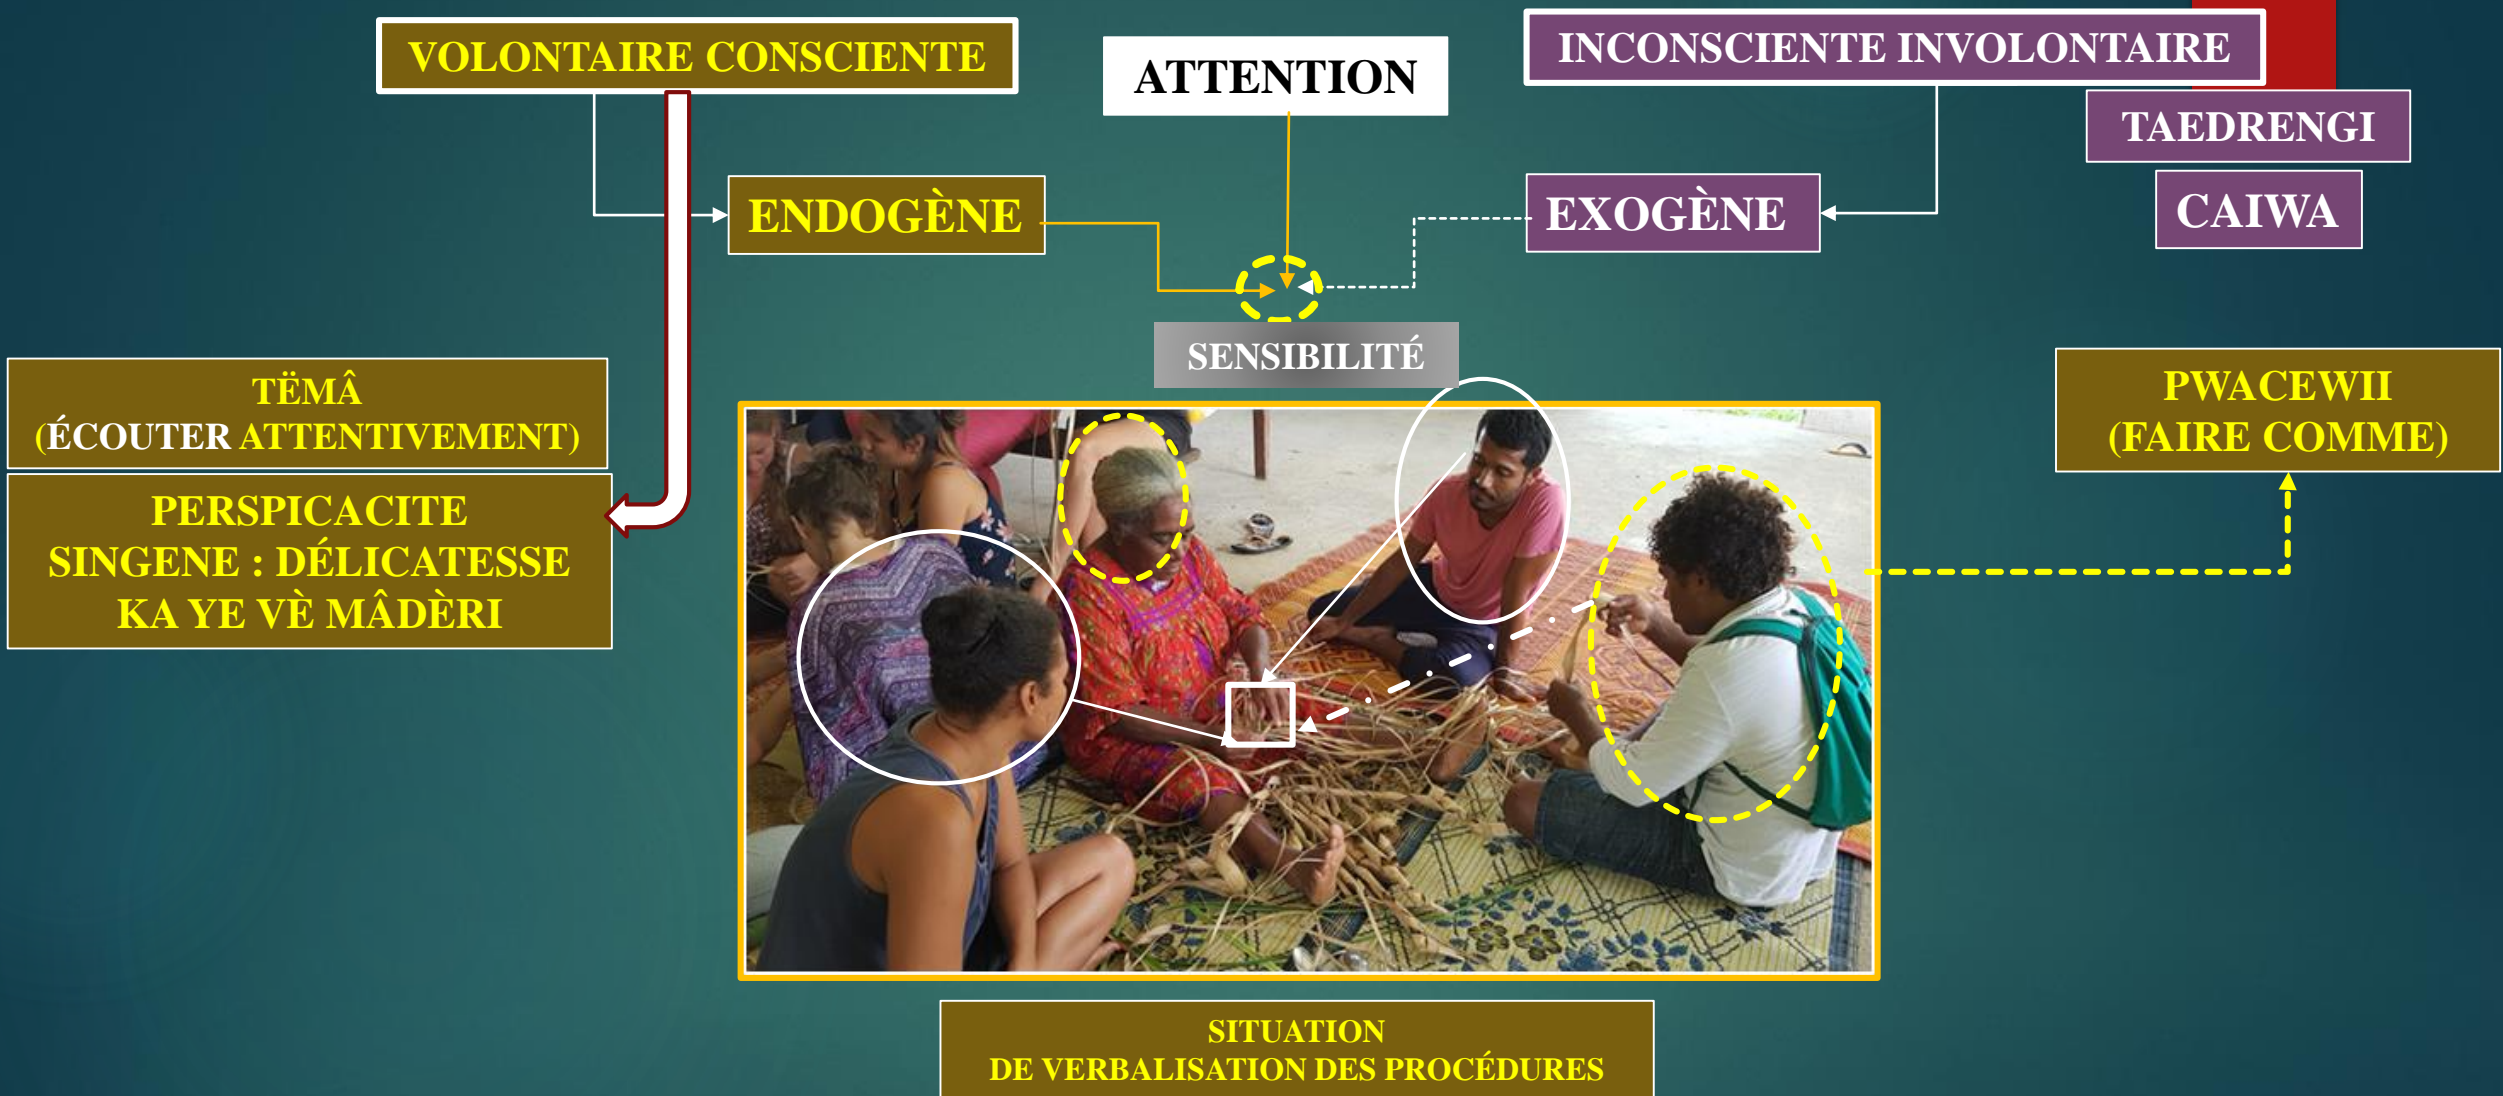 VOLONTAIRE CONSCIENTE
ATTENTION
INCONSCIENTE INVOLONTAIRE
TAEDRENGI
CAIWA
ENDOGÈNE
EXOGÈNE
SENSIBILITÉ
TËMÂ
(ÉCOUTER ATTENTIVEMENT)
PERSPICACITE
SINGENE : DÉLICATESSE
KA YE VÈ MÂDÈRI
PWACEWII
(FAIRE COMME)
SITUATION
DE VERBALISATION DES PROCÉDURES